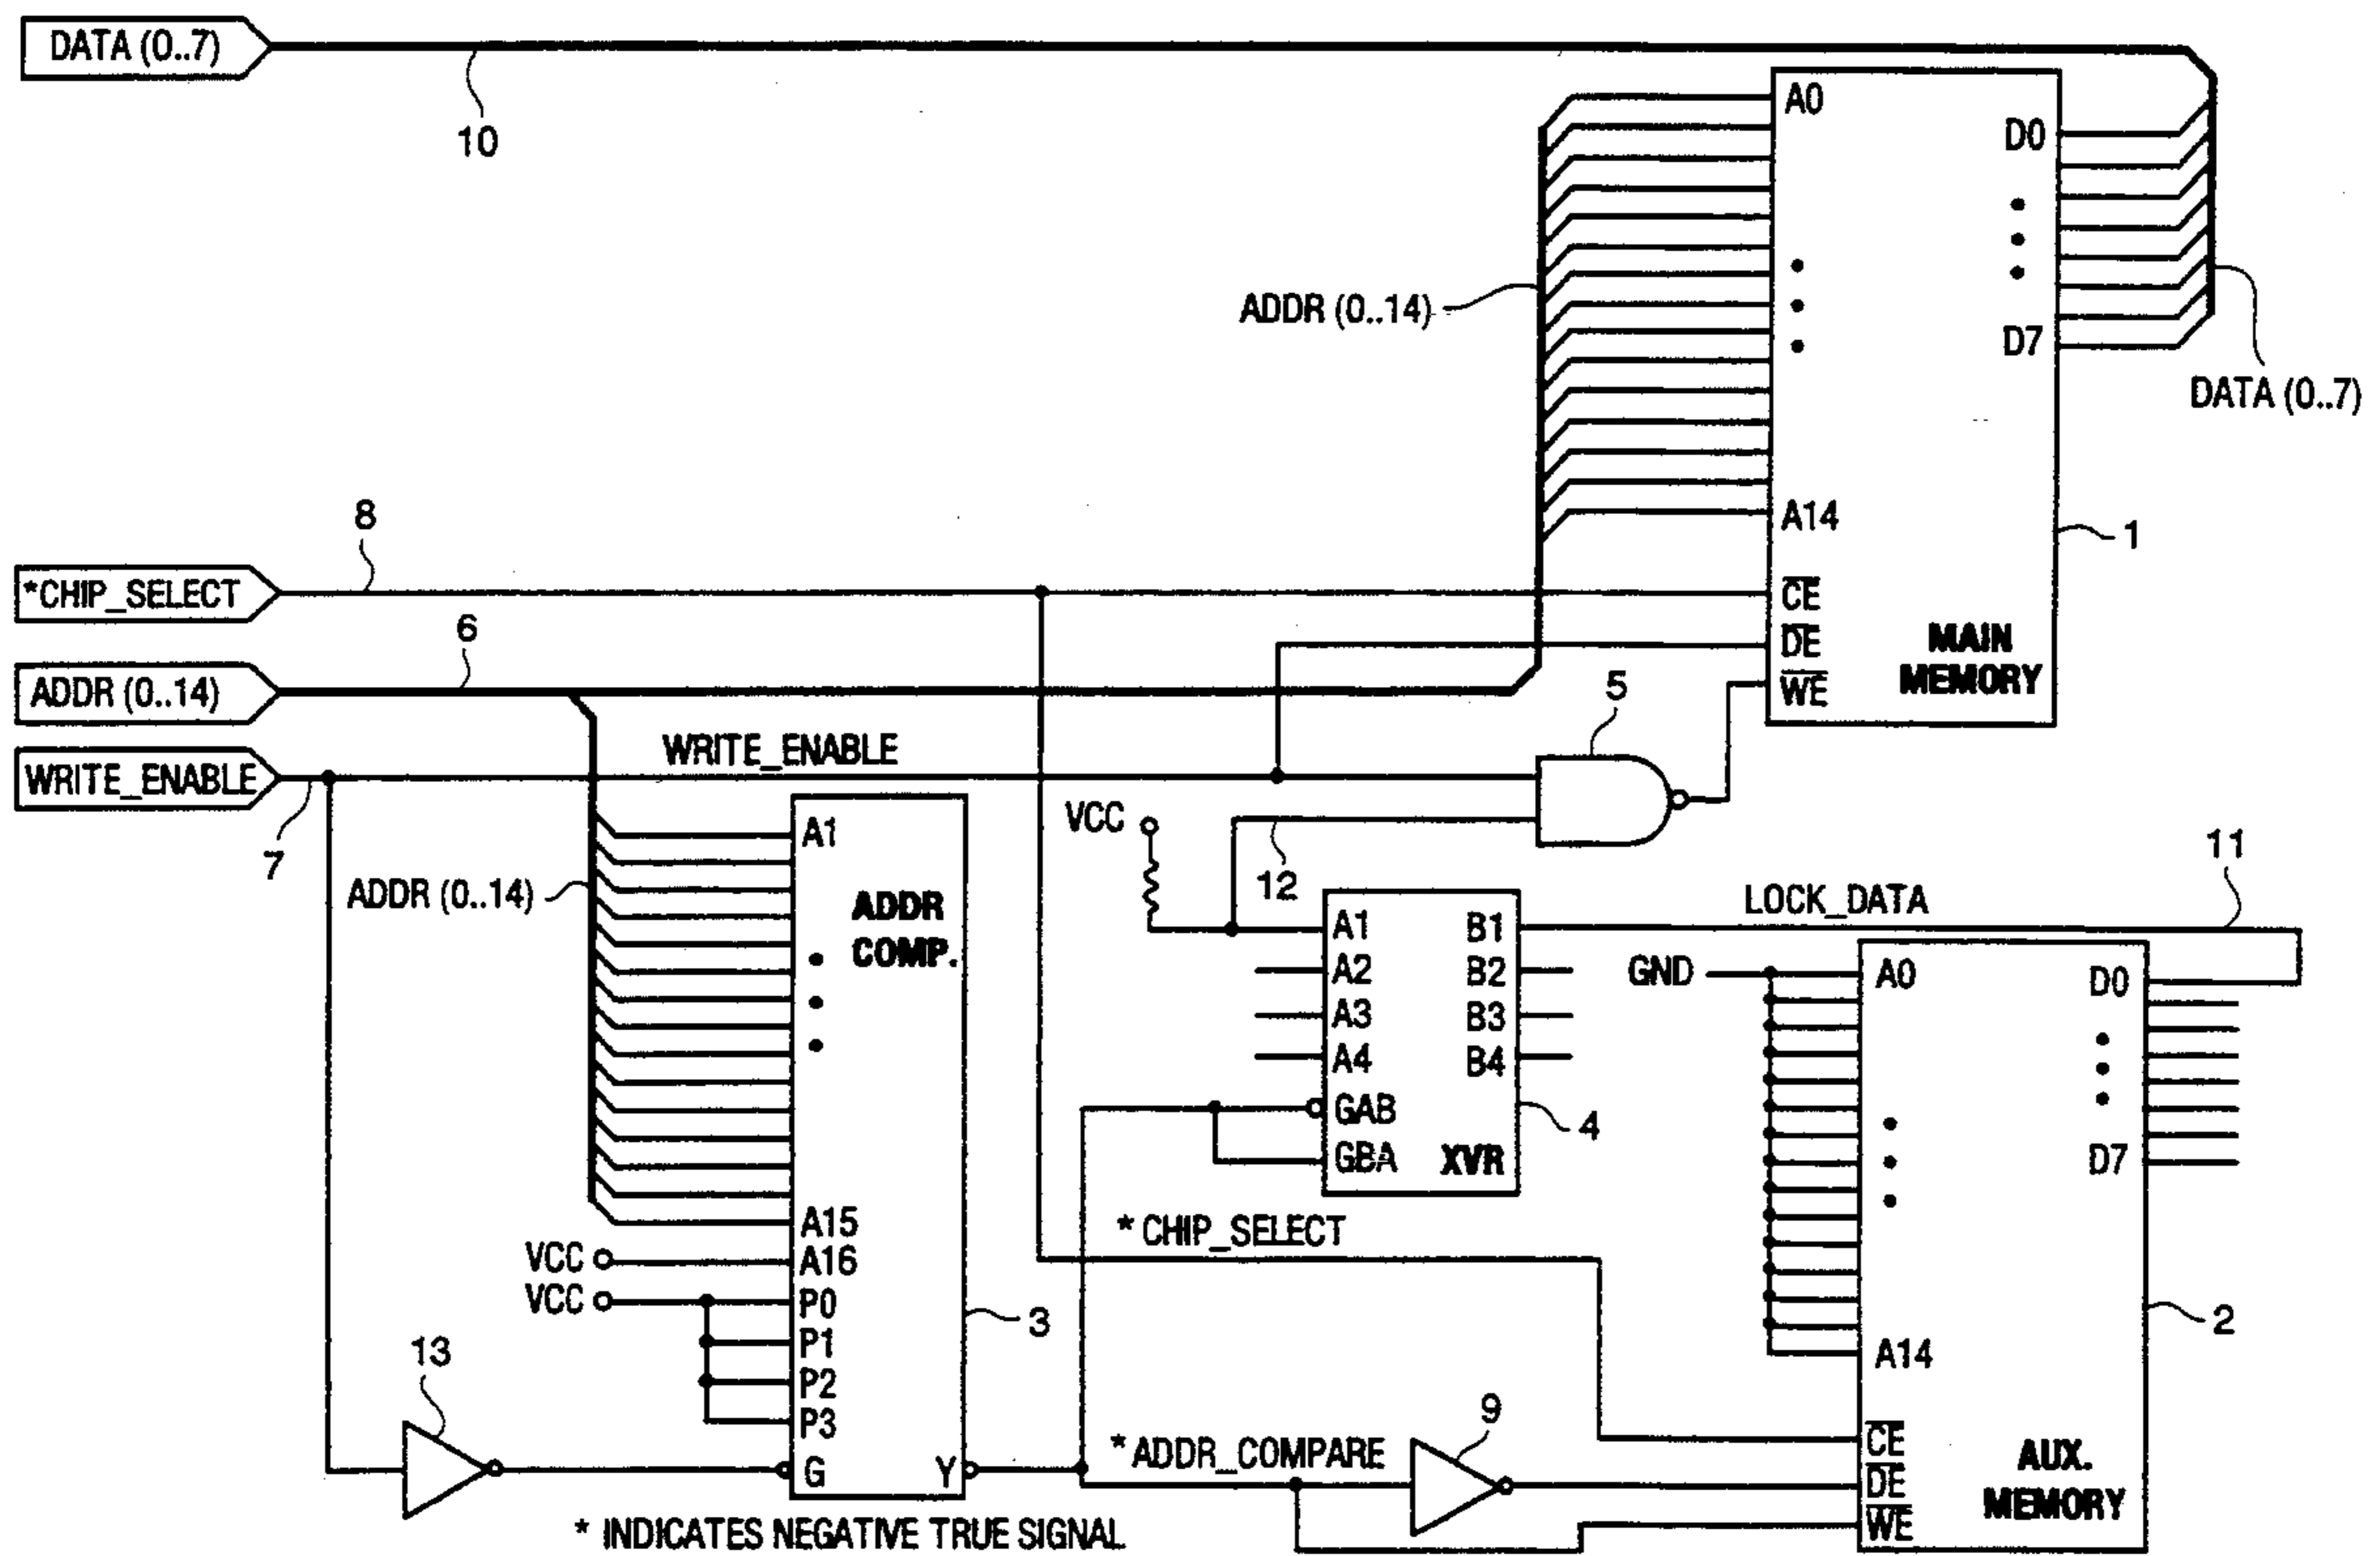 DATA (0..7)
10
A0
D0
ADDR (0..14)
D7
DATA (0..7)
8
A14
1
*CHIP_SELECT
CE
6
DE
MAIN
MEMORY
ADDR (0..14)
5
WE
WRITE_ENABLE
WRITE_ENABLE
7
A1
VCC
12
11
ADDR (0..14)
ADDR
COMP.
LOCK_DATA
A1
B1
A2
B2
GND
A0
D0
A3
B3
A4
B4
GAB
4
GBA
XVR
D7
A15
*CHIP_SELECT
VCC
A16
VCC
P0
3
2
P1
A14
13
P2
P3
9
*ADDR_COMPARE
CE
AUX.
MEMORY
G
Y
DE
WE
* INDICATES NEGATIVE TRUE SIGNAL